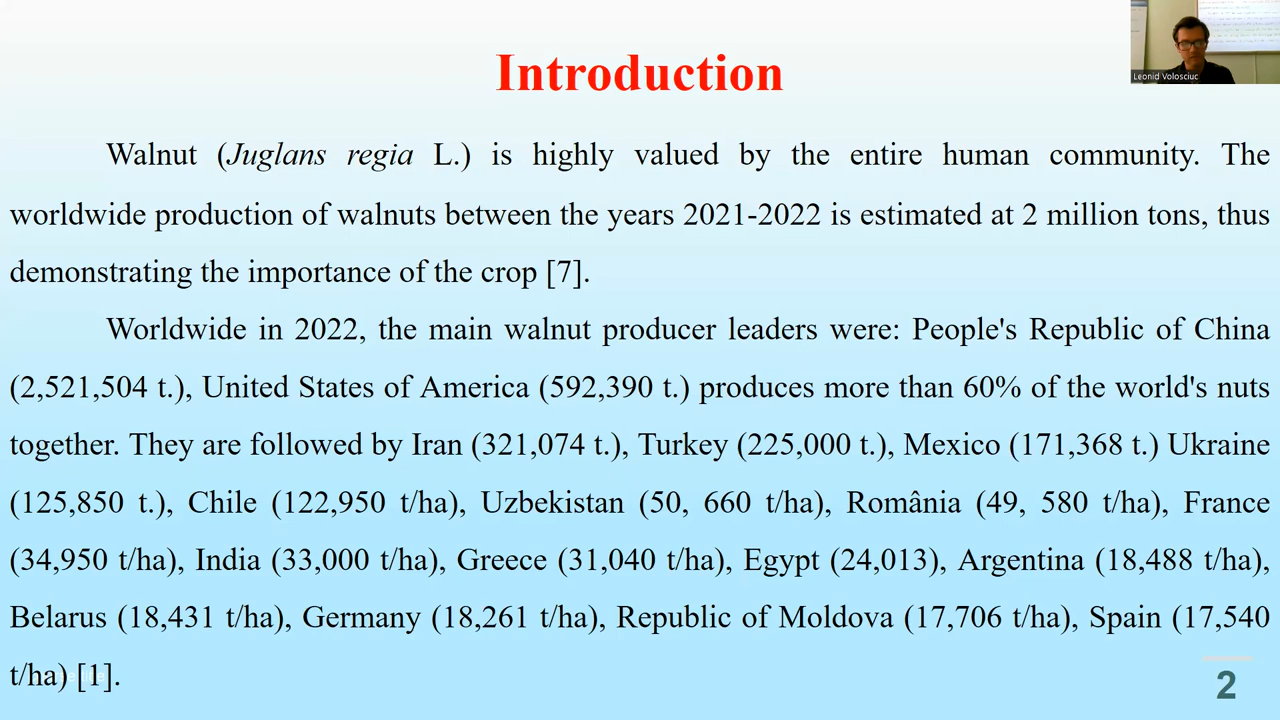 Introduction
Leonid Volosciuc
Walnut (Juglans regia L.) is highly valued by the entire human community. The
worldwide production of walnuts between the years 2021-2022 is estimated at 2 million tons, thus
demonstrating the importance of the crop [7].
Worldwide in 2022, the main walnut producer leaders were: People's Republic of China
(2,521,504 t.), United States of America (592,390 t.) produces more than 60% of the world's nuts
together. They are followed by Iran (321,074 t.), Turkey (225,000 t.), Mexico (171,368 t.) Ukraine
(125,850 t.), Chile (122,950 t/ha), Uzbekistan (50, 660 t/ha), România (49, 580 t/ha), France
(34,950 t/ha), India (33,000 t/ha), Greece (31,040 t/ha), Egypt (24,013), Argentina (18,488 t/ha),
Belarus (18,431 t/ha), Germany (18,261 t/ha), Republic of Moldova (17,706 t/ha), Spain (17,540
t/ha) [1].
2